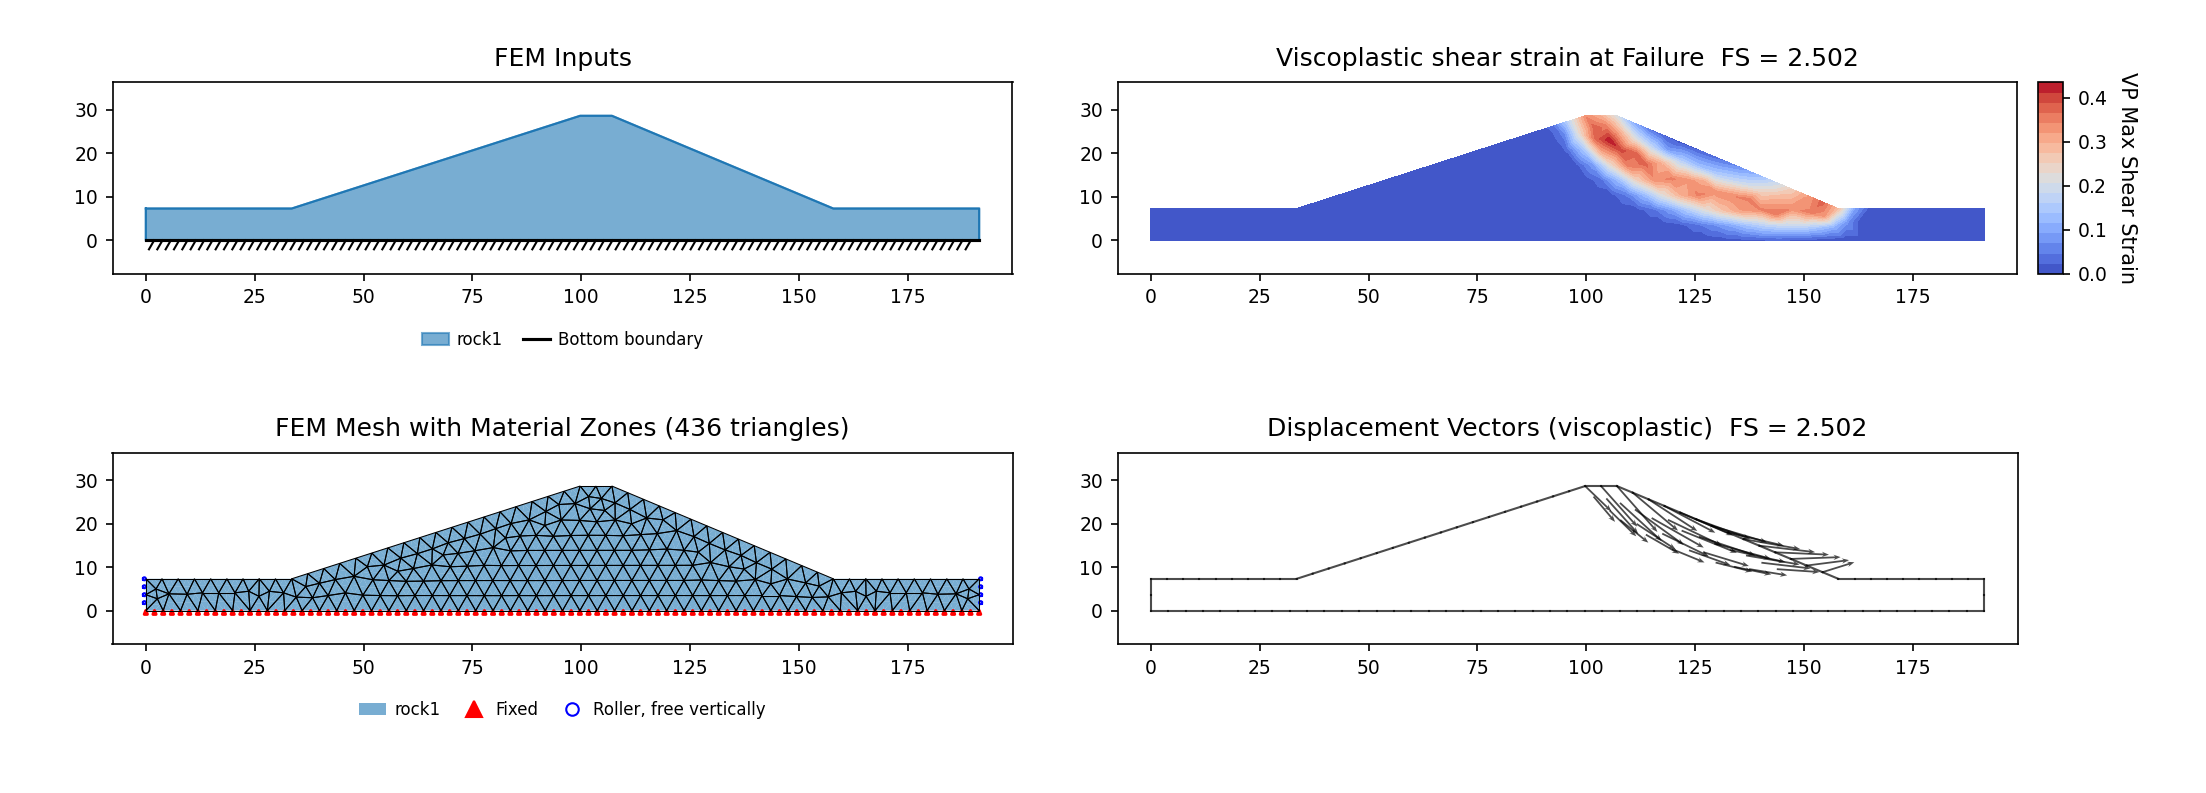 FEM Inputs
30
20
10
0
0 25 50 75 100 125 150 175
rock1 Bottom boundary
Viscoplastic shear strain at Failure  FS = 2.502
30
20
10
0
0 25 50 75 100 125 150 175
0.4
0.3
0.2
0.1
0.0
VP Max Shear Strain
FEM Mesh with Material Zones (436 triangles)
30
20
10
0
0 25 50 75 100 125 150 175
rock1 Fixed Roller, free vertically
Displacement Vectors (viscoplastic)  FS = 2.502
30
20
10
0
0 25 50 75 100 125 150 175